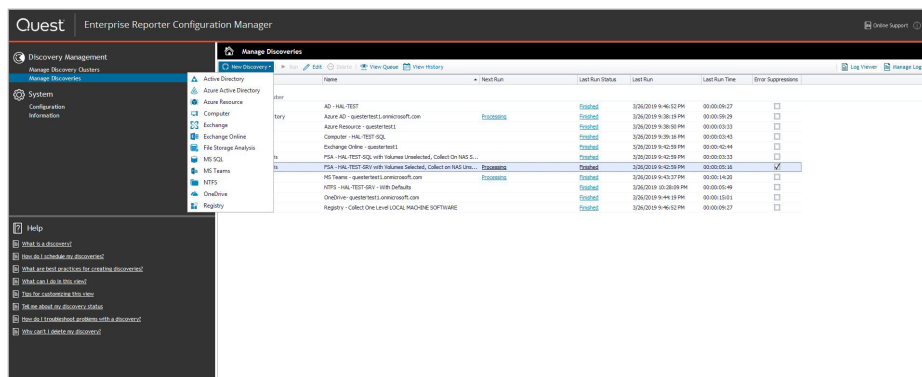 Quest Enterprise Reporter Configuration Manager
Online Support
Discovery Management
Manage Discovery Clusters
Manage Discoveries
System
Configuration
Information
Help
What is a discovery?
How do I schedule my discoveries?
What are best practices for creating discoveries?
What can I do in this view?
Tips for customizing this view
Tell me about my discovery status
How do I troubleshoot problems with a discovery?
Why can't I delete my discovery?
Manage Discoveries
New Discovery Run Edit Delete View Queue View History Log Viewer Manage Log
Active Directory
Azure Active Directory
Azure Resource
Computer
Exchange
Exchange Online
File Storage Analysis
MS SQL
MS Teams
NTFS
OneDrive
Registry
Name Next Run Last Run Status Last Run Last Run Time Error Suppressions
AD - HAL-TEST Finished 3/26/2019 9:46:52 PM 00:00:09:27
Azure AD - questertest1.onmicrosoft.com Processing Finished 3/26/2019 9:38:19 PM 00:00:59:29
Azure Resource - questertest1 Finished 3/26/2019 9:38:50 PM 00:00:03:33
Computer - HAL-TEST-SQL Finished 3/26/2019 9:39:16 PM 00:00:03:43
Exchange Online - questertest1 Finished 3/26/2019 9:42:59 PM 00:00:42:44
FSA - HAL-TEST-SQL with Volumes Unselected, Collect On NAS S... Finished 3/26/2019 9:42:59 PM 00:00:03:33
FSA - HAL-TEST-SRV with Volumes Selected, Collect on NAS Uns... Processing Finished 3/26/2019 9:42:59 PM 00:00:05:16
MS Teams - questertest1.onmicrosoft.com Processing Finished 3/26/2019 9:43:37 PM 00:00:14:20
NTFS - HAL-TEST-SRV - With Defaults Finished 3/26/2019 10:28:09 PM 00:00:05:49
OneDrive- questertest1.onmicrosoft.com Finished 3/26/2019 9:44:19 PM 00:00:15:01
Registry - Collect One Level LOCAL MACHINE SOFTWARE Finished 3/26/2019 9:46:52 PM 00:00:09:27